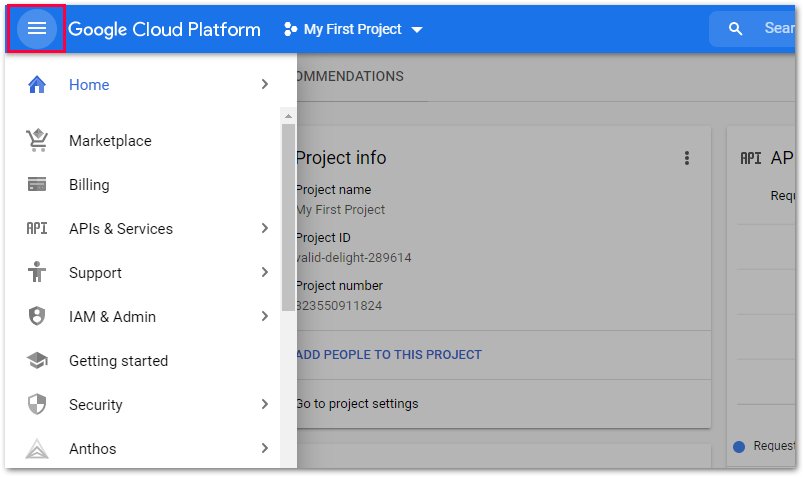 Google Cloud Platform
My First Project
Sear
Home
Marketplace
Billing
API
APIs & Services
Support
IAM & Admin
Getting started
Security
Anthos
OMMENDATIONS
Project info
Project name
My First Project
Project ID
valid-delight-289614
Project number
323550911824
ADD PEOPLE TO THIS PROJECT
Go to project settings
API AP
Requ
Request